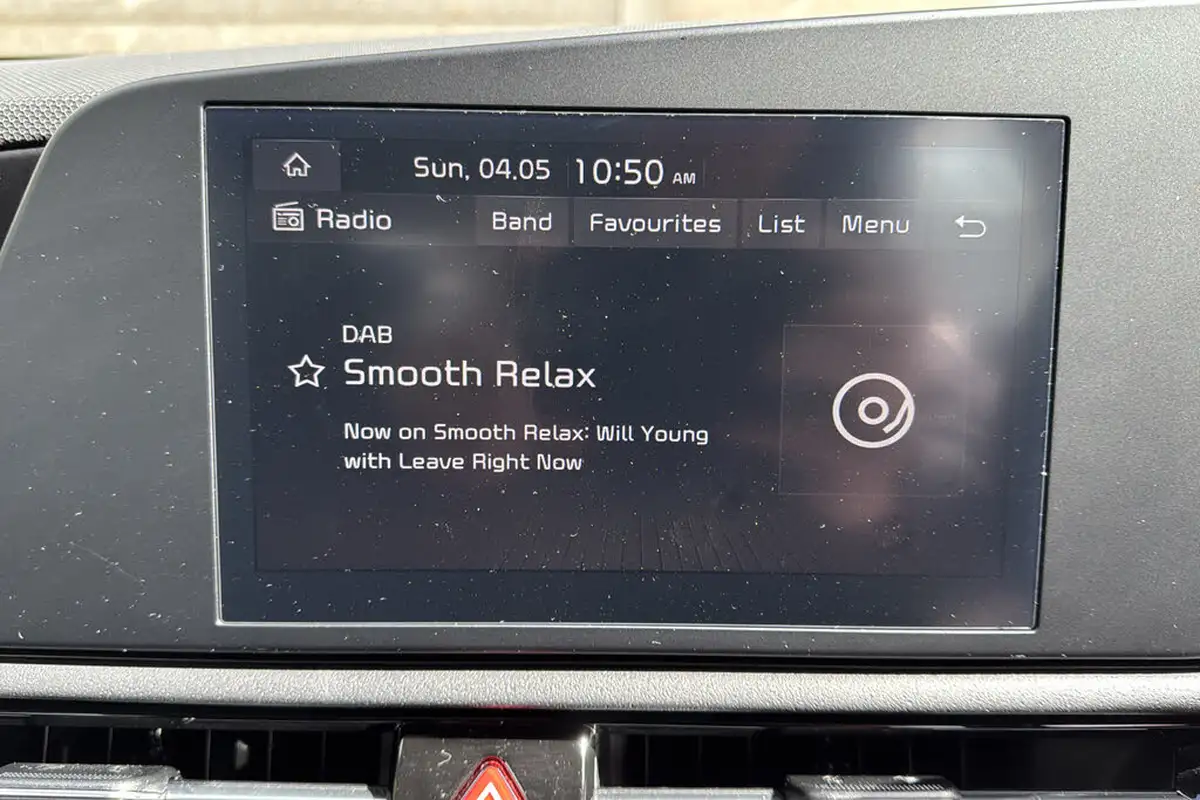 Sun, 04.05 10:50 AM
Radio Band Favourites List Menu
DAB
Smooth Relax
Now on Smooth Relax: Will Young
with Leave Right Now